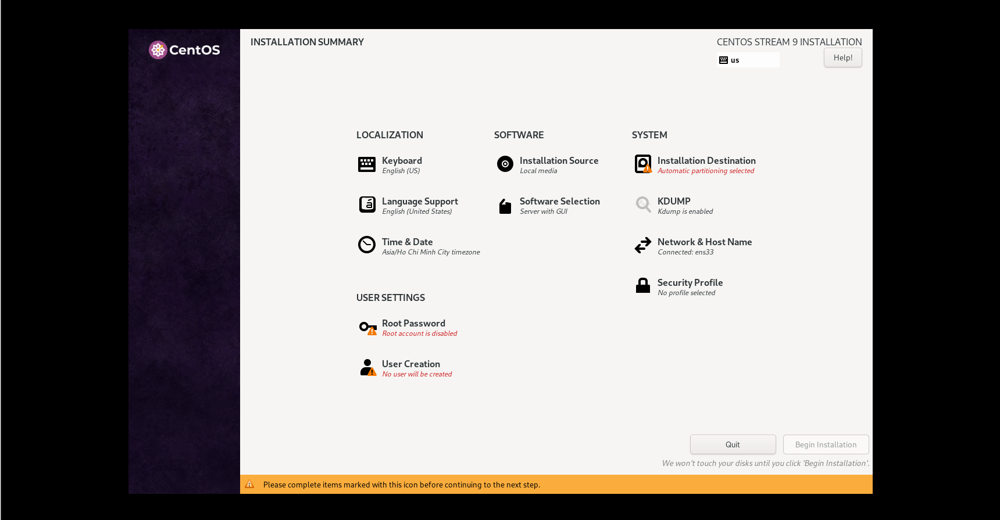 CentOS
INSTALLATION SUMMARY
CENTOS STREAM 9 INSTALLATION
us
Help!
LOCALIZATION
Keyboard
English (US)
Language Support
English (United States)
Time & Date
Asia/Ho Chi Minh City timezone
SOFTWARE
Installation Source
Local media
Software Selection
Server with GUI
SYSTEM
Installation Destination
Automatic partitioning selected
KDUMP
Kdump is enabled
Network & Host Name
Connected: ens33
Security Profile
No profile selected
USER SETTINGS
Root Password
Root account is disabled
User Creation
No user will be created
Quit
Begin Installation
We won't touch your disks until you click 'Begin Installation'.
Please complete items marked with this icon before continuing to the next step.